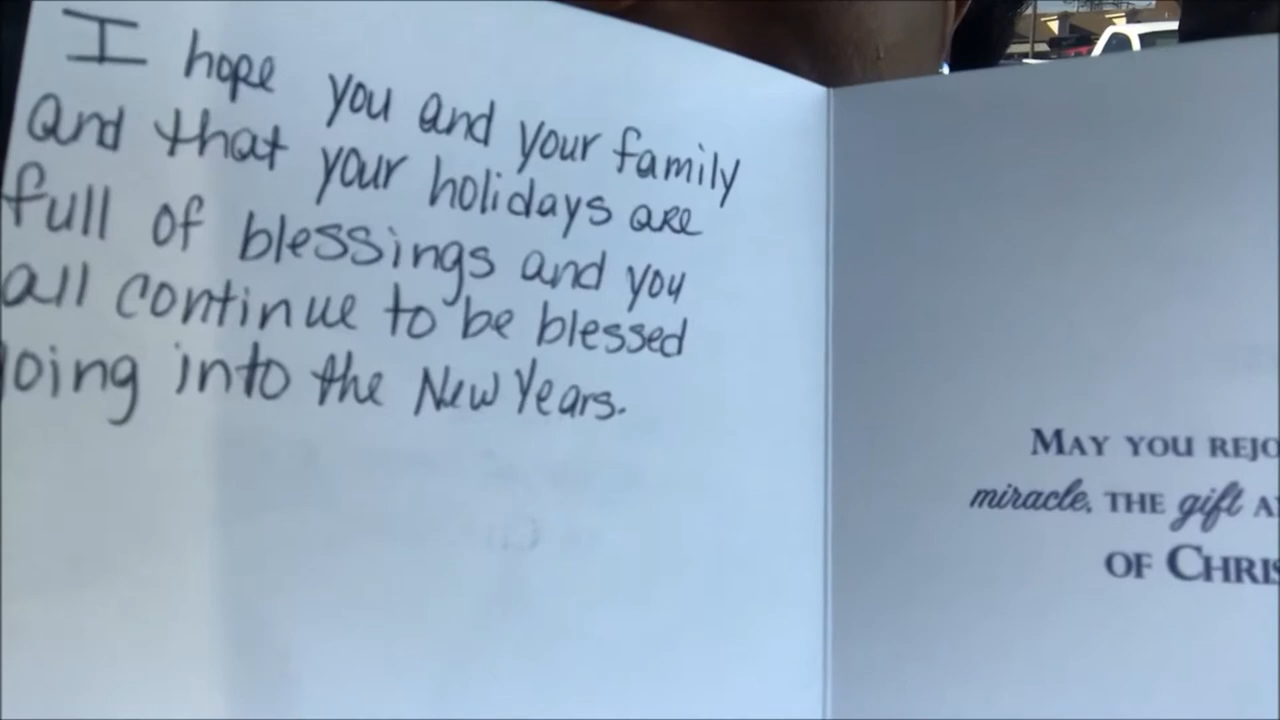 I hope you and your family
and that your holidays are
full of blessings and you
all continue to be blessed
oing into the New Years.
MAY YOU REJO
miracle, THE gift A
OF CHRIS